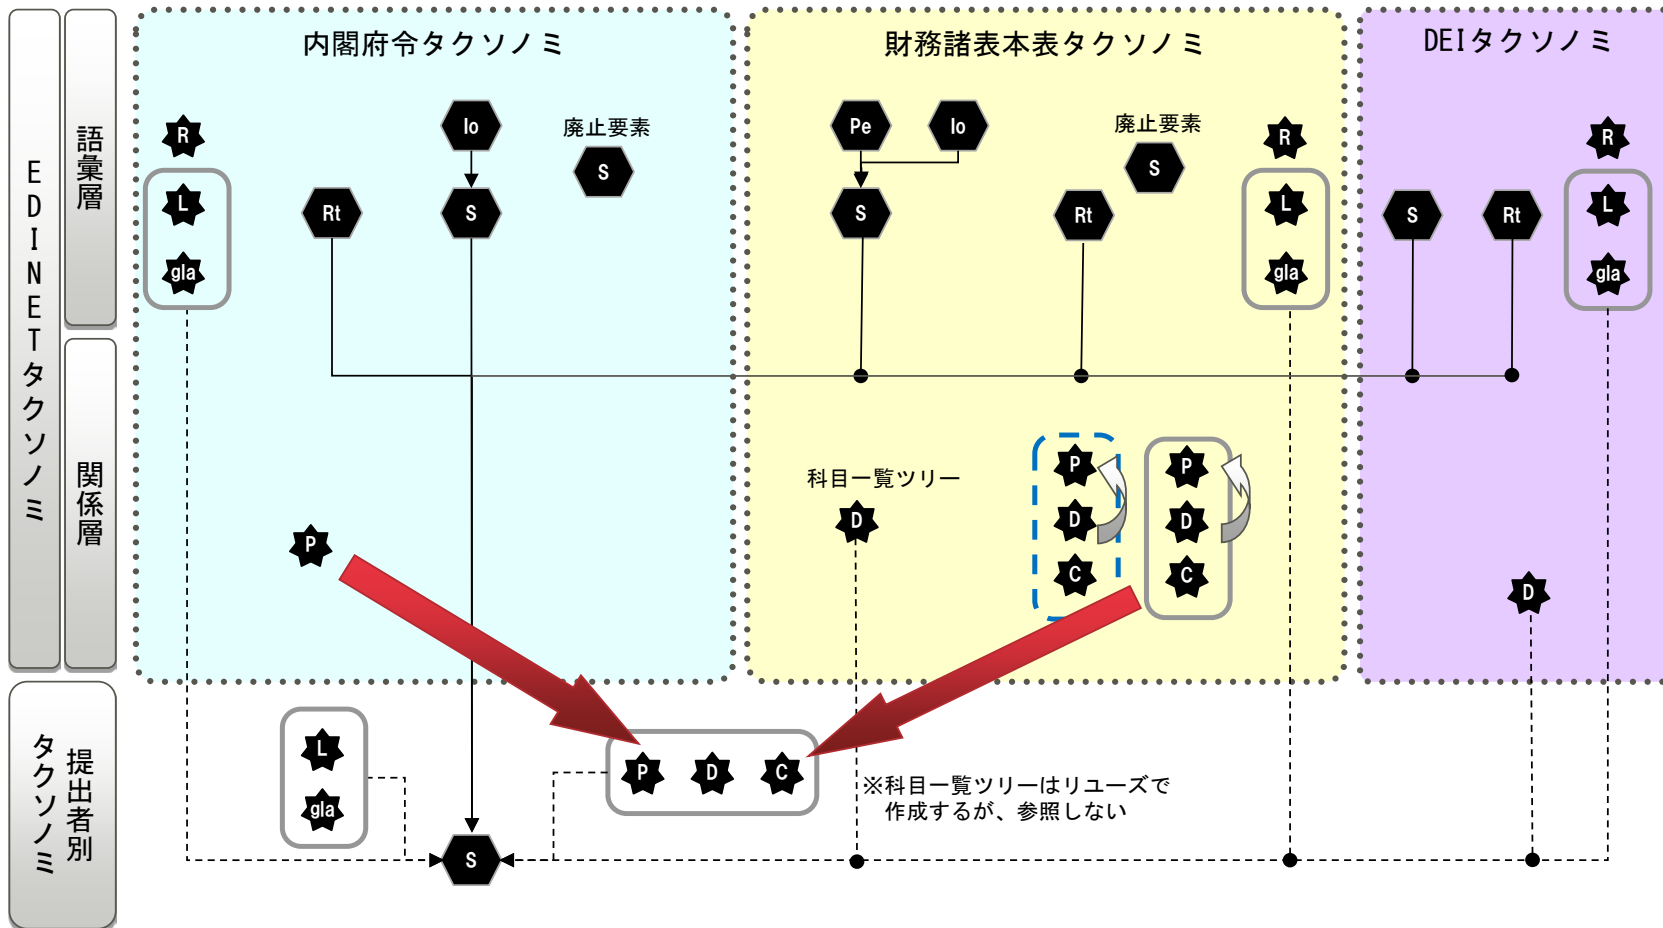 EDINETタクソノミ
語彙層
関係層
提出者別
タクソノミ
内閣府令タクソノミ
R
L
gla
Rt
Io
S
廃止要素
S
P
財務諸表本表タクソノミ
Pe
Io
S
廃止要素
S
Rt
R
L
gla
科目一覧ツリー
D
P
D
C
P
D
C
DEIタクソノミ
S
Rt
R
L
gla
D
L
gla
P
D
C
S
※科目一覧ツリーはリユーズで
作成するが、参照しない